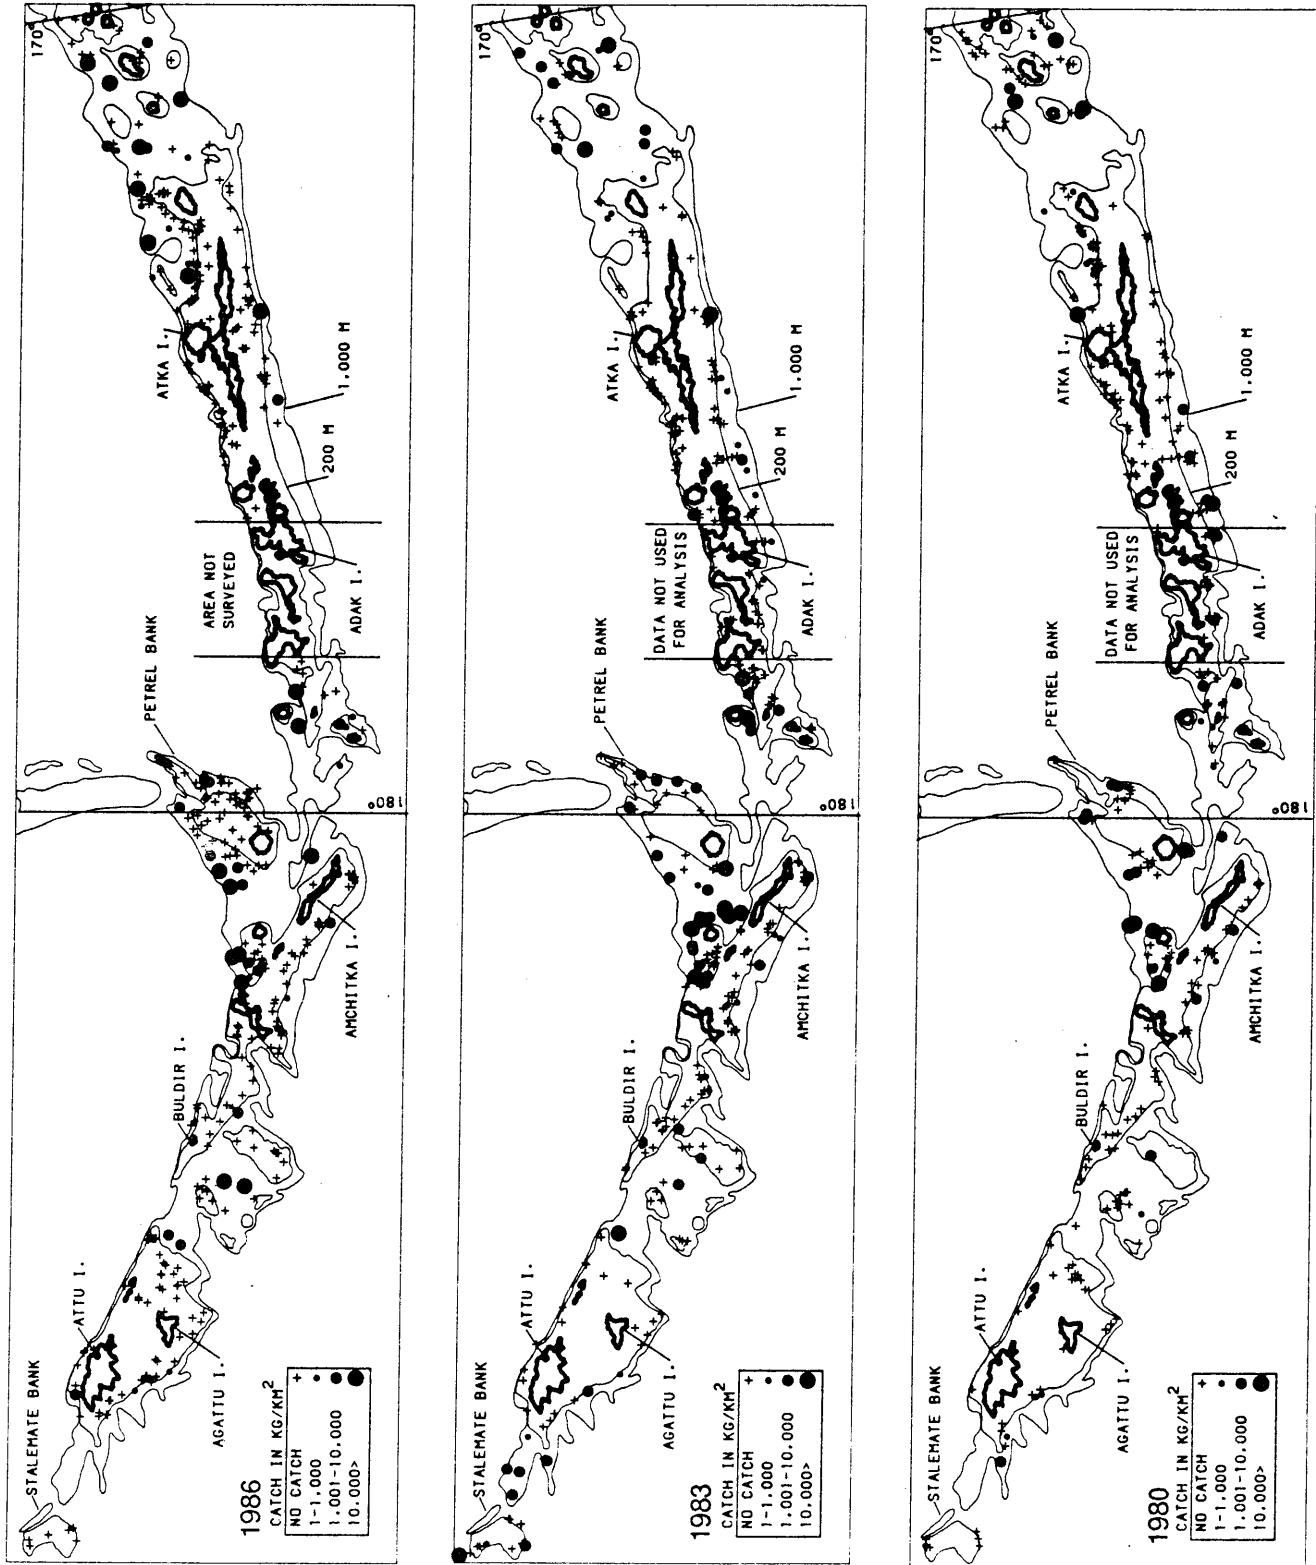 STALEMATE BANK
ATTU I.
AGATTU I.
BULDIR I.
AMCHITKA I.
PETREL BANK
180°
AREA NOT
SURVEYED
ADAK I.
ATKA I.
200 M
1.000 M
170°
1986
CATCH IN KG/KM²
NO CATCH +
1-1.000
1.001-10.000
10.000>
STALEMATE BANK
ATTU I.
AGATTU I.
BULDIR I.
AMCHITKA I.
PETREL BANK
180°
DATA NOT USED
FOR ANALYSIS
ADAK I.
ATKA I.
200 M
1.000 M
170°
1983
CATCH IN KG/KM²
NO CATCH +
1-1.000
1.001-10.000
10.000>
STALEMATE BANK
ATTU I.
AGATTU I.
BULDIR I.
AMCHITKA I.
PETREL BANK
180°
DATA NOT USED
FOR ANALYSIS
ADAK I.
ATKA I.
200 M
1.000 M
170°
1980
CATCH IN KG/KM²
NO CATCH +
1-1.000
1.001-10.000
10.000>